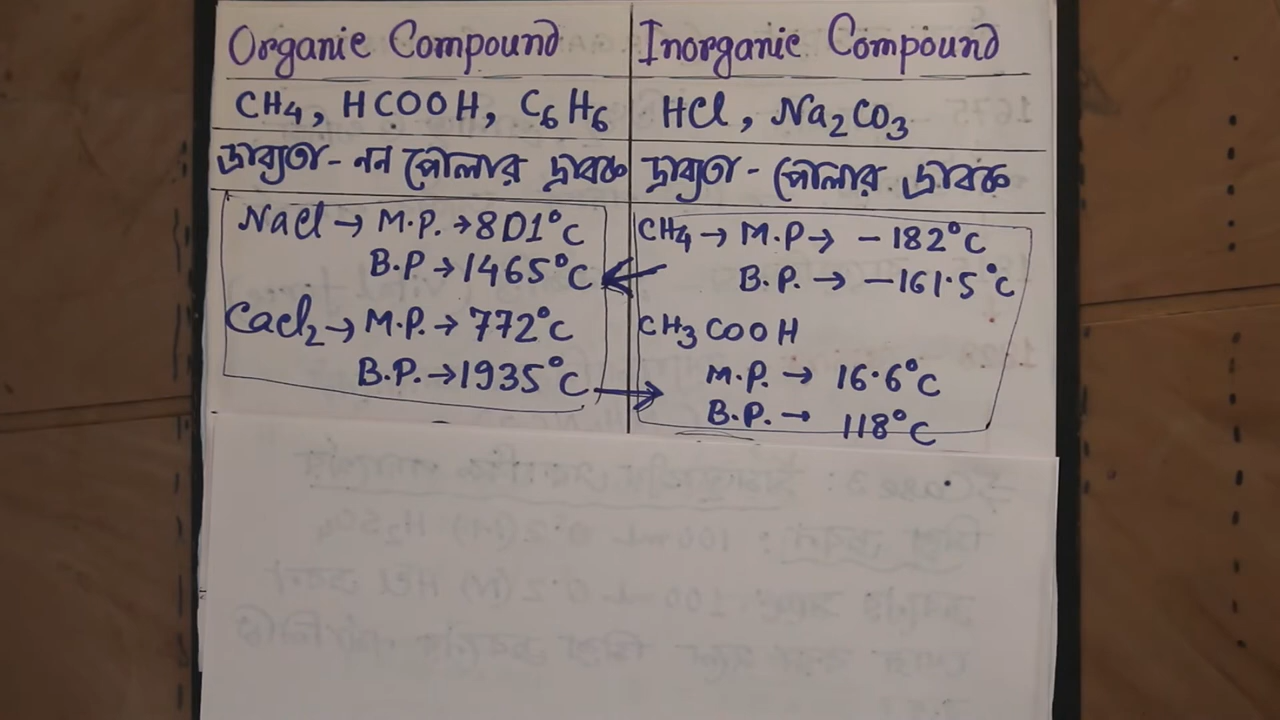 Organic Compound
Inorganic Compound
CH4, HCOOH, C6H6
HCl, Na2CO3
দ্রাব্যতা - নন পোলার দ্রাবক
দ্রাব্যতা - পোলার দ্রাবক
NaCl → M.P. → 801°C
B.P → 1465°C
CaCl2 → M.P. → 772°C
B.P. → 1935°C
CH4 → M.P → -182°C
B.P. → -161.5°C
CH3COOH
M.P. → 16.6°C
B.P. → 118°C